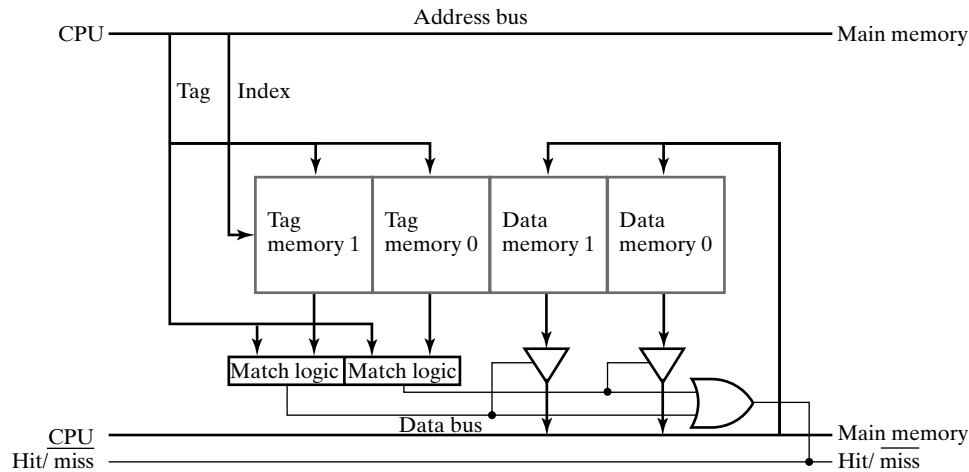 Address bus
CPU
Main memory
Tag
Index
Tag
memory 1
Tag
memory 0
Data
memory 1
Data
memory 0
Match logic
Match logic
Data bus
CPU
Main memory
Hit/ miss
Hit/ miss